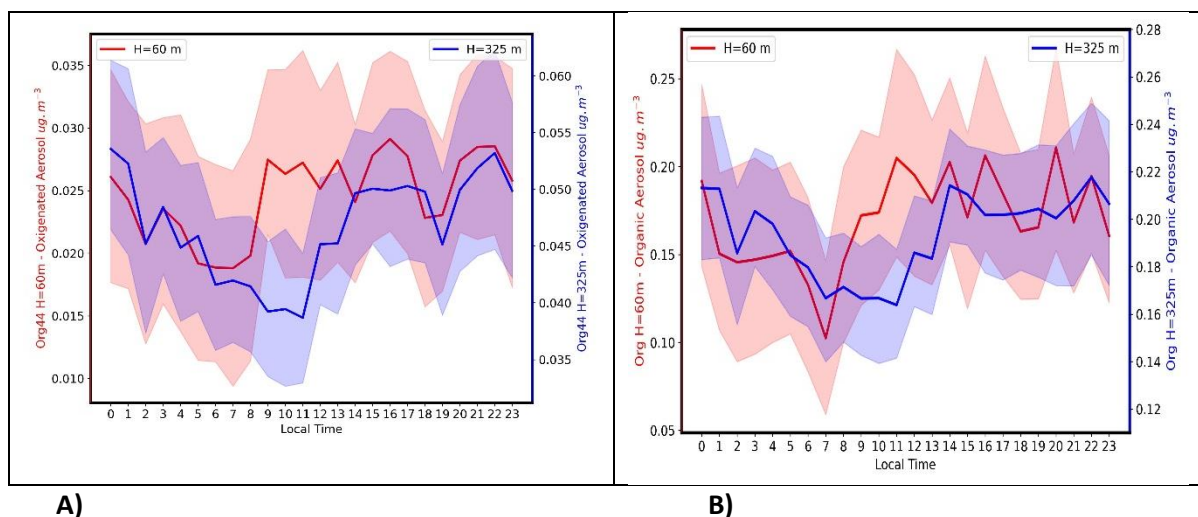 H=60 m
H=325 m
Org44 H=60m - Oxigenated Aerosol ug.m⁻³
0.035
0.030
0.025
0.020
0.015
0.010
0.060
0.055
0.050
0.045
0.040
0.035
Org44 H=325m - Oxigenated Aerosol ug.m⁻³
0 1 2 3 4 5 6 7 8 9 10 11 12 13 14 15 16 17 18 19 20 21 22 23
Local Time
A)
H=60 m
H=325 m
Org H=60m - Organic Aerosol ug.m⁻³
0.25
0.20
0.15
0.10
0.05
0.28
0.26
0.24
0.22
0.20
0.18
0.16
0.14
0.12
Org H=325m - Organic Aerosol ug.m⁻³
0 1 2 3 4 5 6 7 8 9 10 11 12 13 14 15 16 17 18 19 20 21 22 23
Local Time
B)